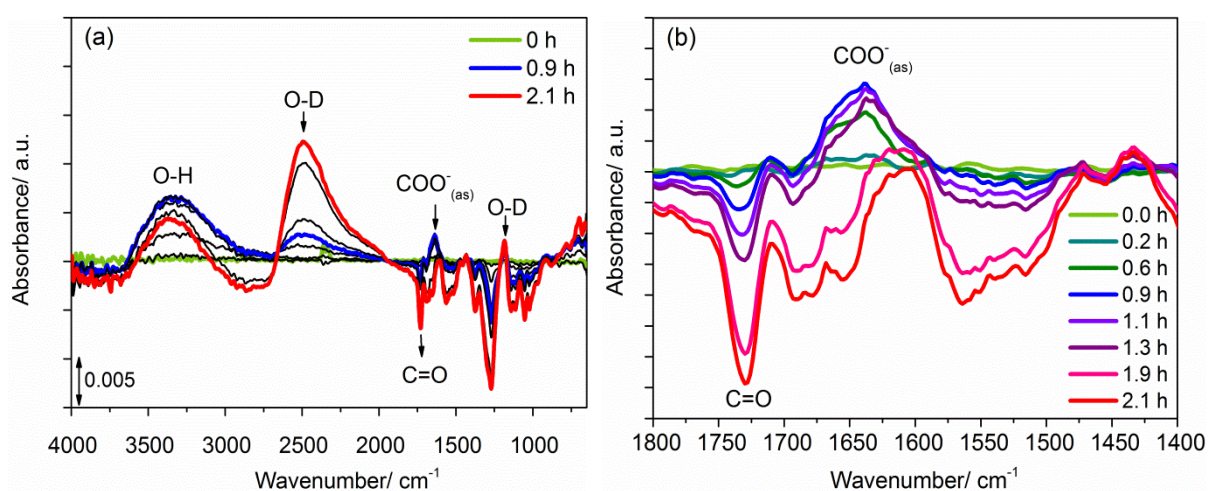 (a)
0 h
0.9 h
2.1 h
O-H
O-D
COO⁻(as)
O-D
C=O
0.005
Absorbance/ a.u.
4000 3500 3000 2500 2000 1500 1000
Wavenumber/ cm⁻¹
(b)
COO⁻(as)
C=O
0.0 h
0.2 h
0.6 h
0.9 h
1.1 h
1.3 h
1.9 h
2.1 h
Absorbance/ a.u.
1800 1750 1700 1650 1600 1550 1500 1450 1400
Wavenumber/ cm⁻¹